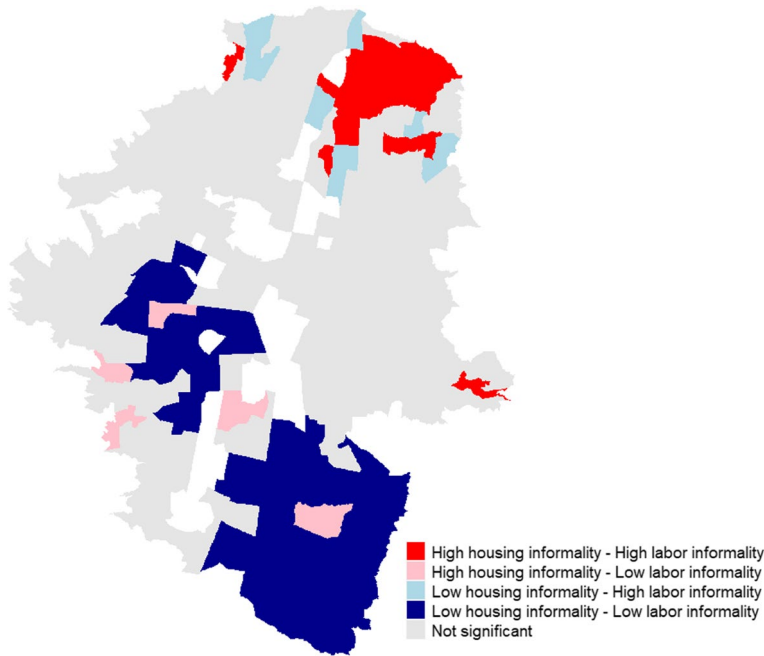 High housing informality - High labor informality
High housing informality - Low labor informality
Low housing informality - High labor informality
Low housing informality - Low labor informality
Not significant